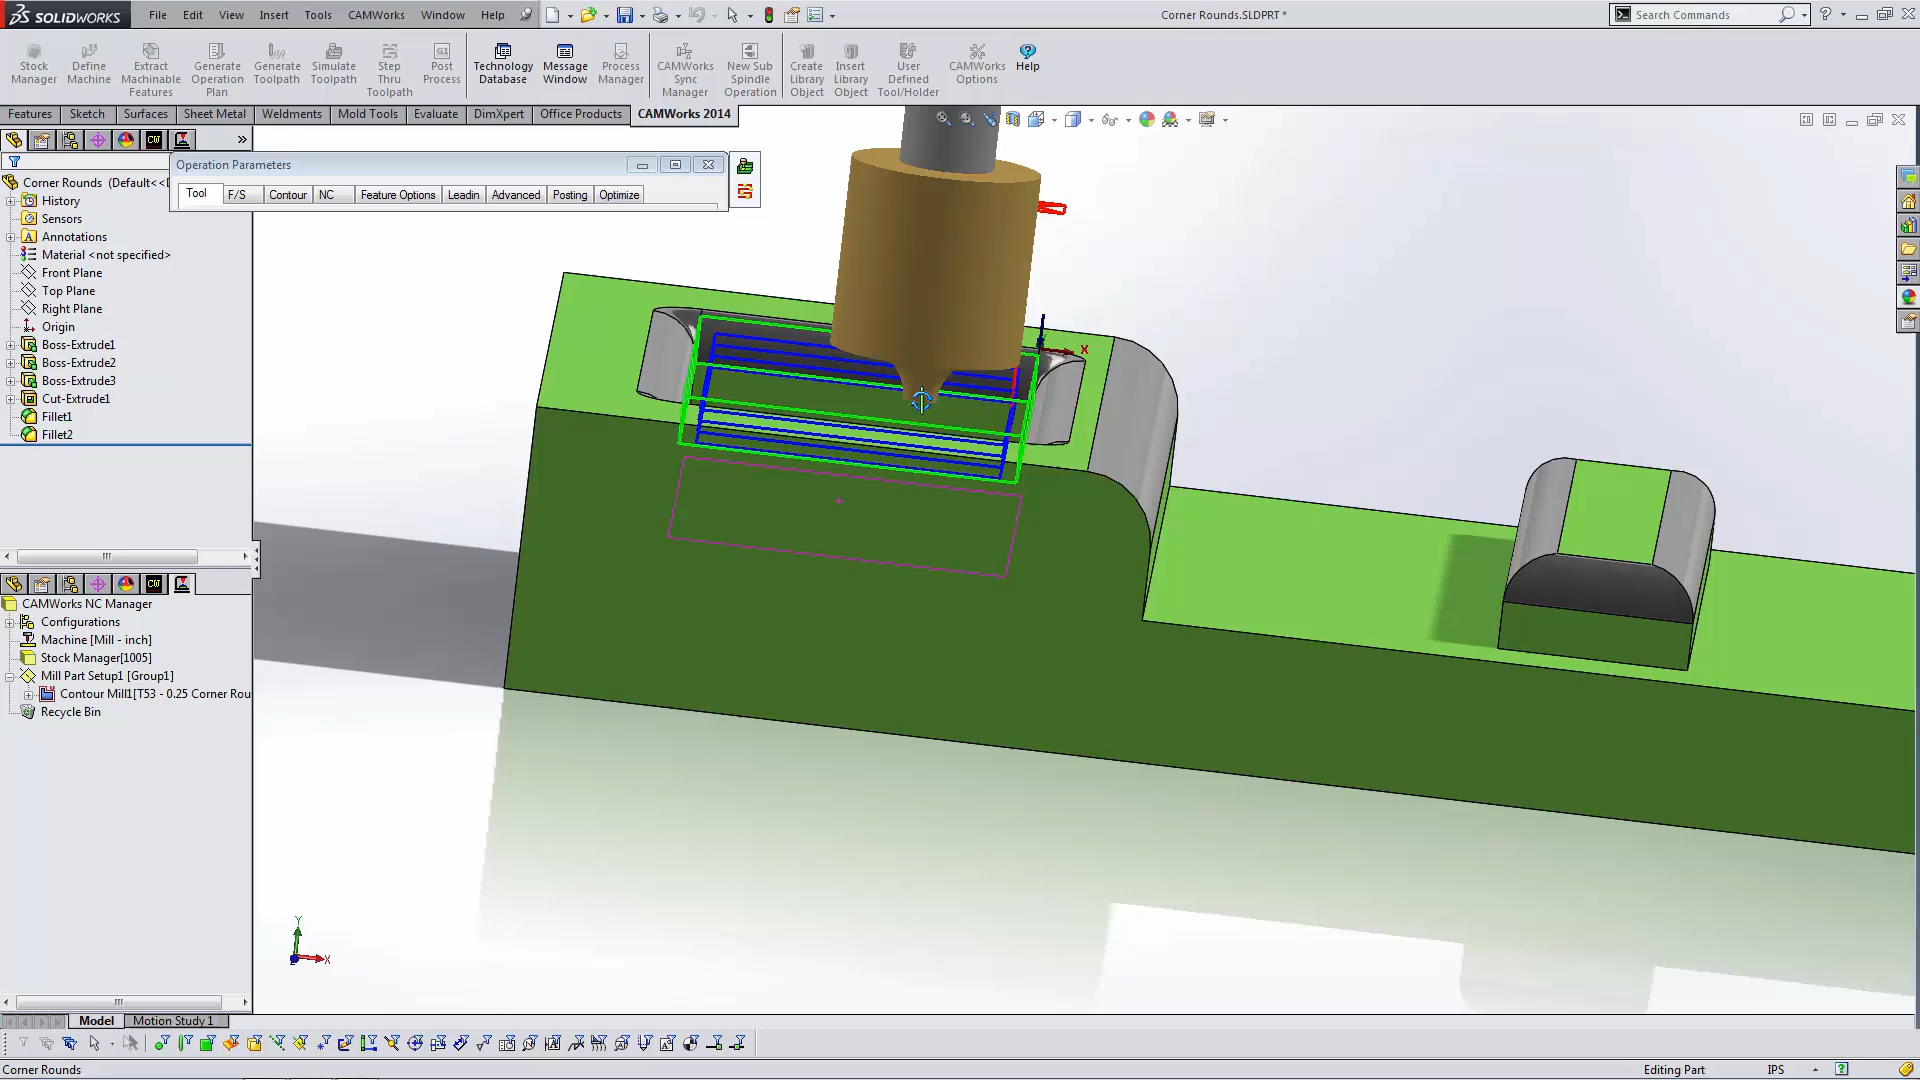 SOLIDWORKS File Edit View Insert Tools CAMWorks Window Help Corner Rounds.SLDPRT * Search Commands
Stock Manager
Define Machine
Extract Machinable Features
Generate Operation Plan
Generate Toolpath
Simulate Toolpath
Step Thru Toolpath
Post Process
Technology Database
Message Window
Process Manager
CAMWorks Sync Manager
New Sub Spindle Operation
Create Library Object
Insert Library Object
User Defined Tool/Holder
CAMWorks Options
Help
Features Sketch Surfaces Sheet Metal Weldments Mold Tools Evaluate DimXpert Office Products CAMWorks 2014
Operation Parameters
Tool F/S Contour NC Feature Options Leadin Advanced Posting Optimize
Corner Rounds (Default<<
History
Sensors
Annotations
Material <not specified>
Front Plane
Top Plane
Right Plane
Origin
Boss-Extrude1
Boss-Extrude2
Boss-Extrude3
Cut-Extrude1
Fillet1
Fillet2
X
CAMWorks NC Manager
Configurations
Machine [Mill - inch]
Stock Manager[1005]
Mill Part Setup1 [Group1]
Contour Mill1[T53 - 0.25 Corner Rou
Recycle Bin
Y
X
Model Motion Study 1
Corner Rounds Editing Part IPS